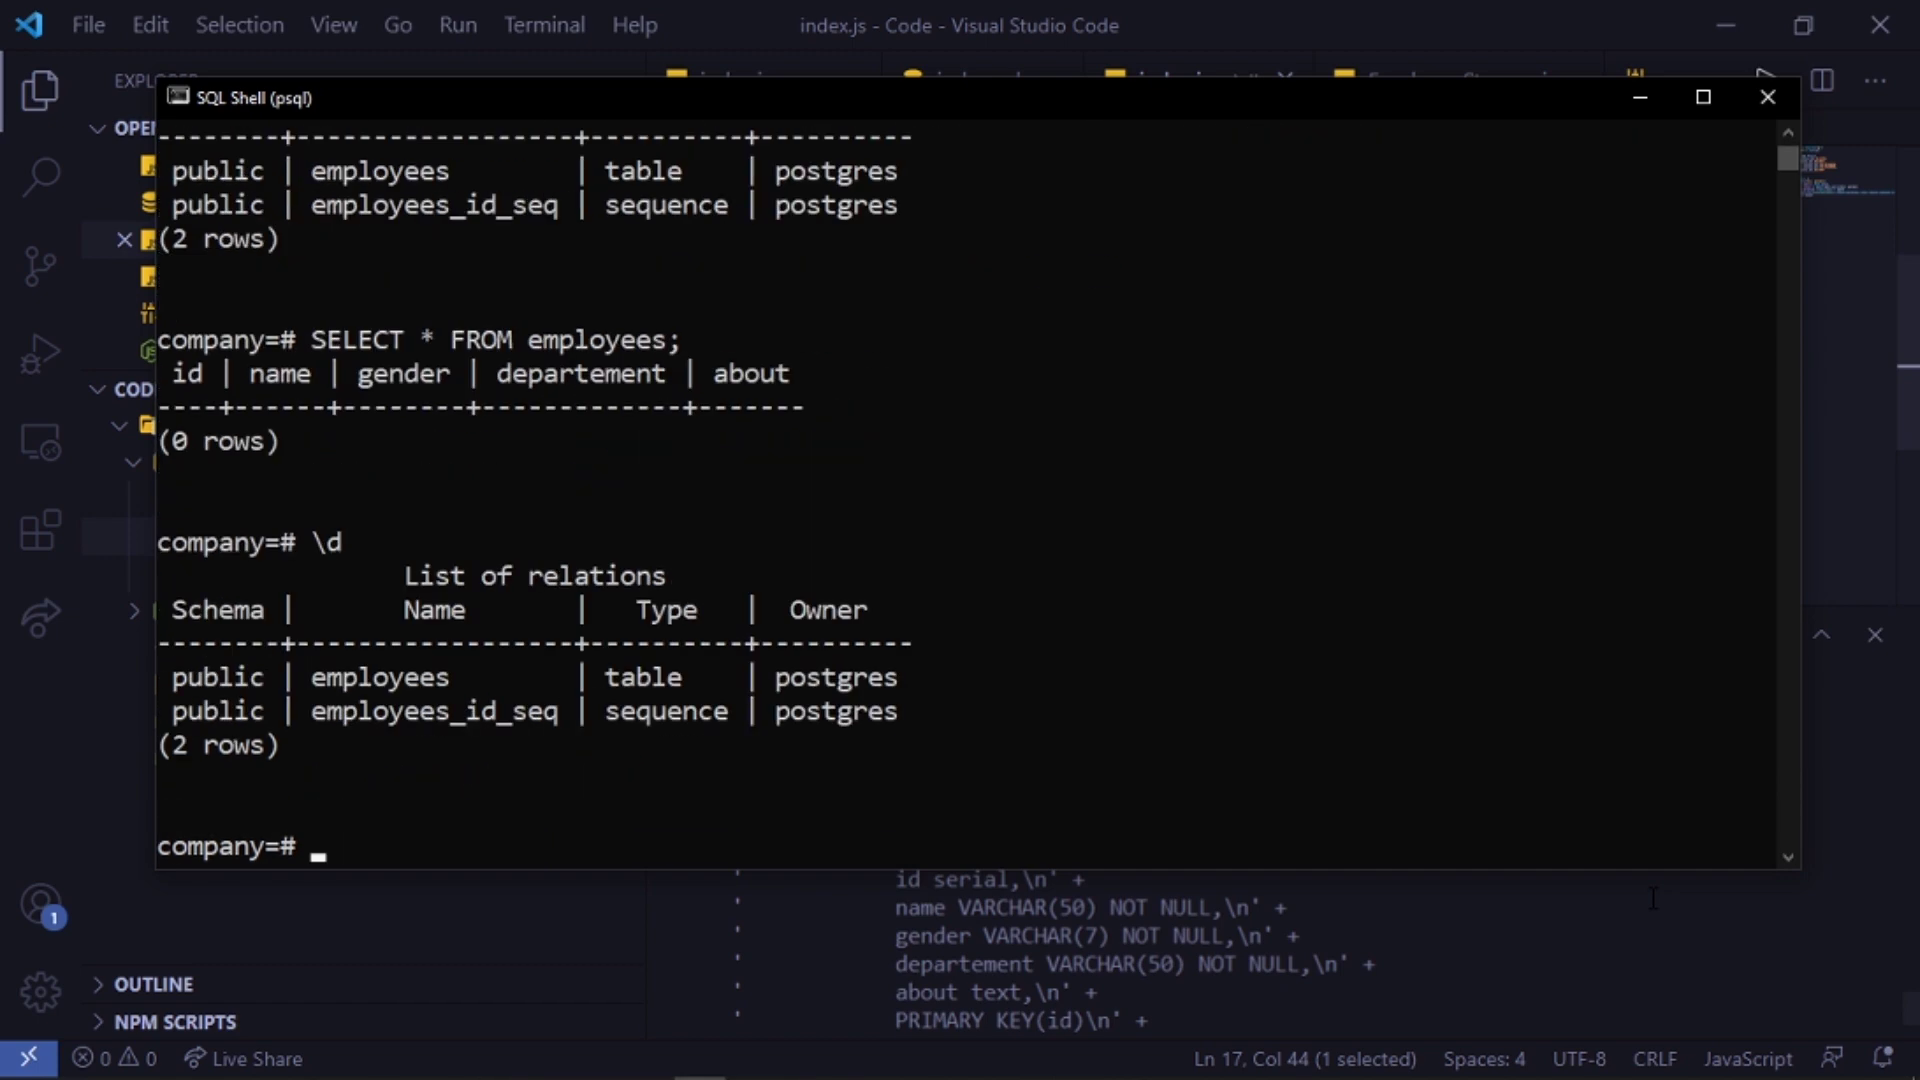 File Edit Selection View Go Run Terminal Help
index.js - Code - Visual Studio Code
SQL Shell (psql)
--------+------------------+----------+----------
public | employees | table | postgres
public | employees_id_seq | sequence | postgres
(2 rows)
company=# SELECT * FROM employees;
id | name | gender | departement | about
----+------+--------+-------------+-------
(0 rows)
company=# \d
List of relations
Schema | Name | Type | Owner
--------+------------------+----------+----------
public | employees | table | postgres
public | employees_id_seq | sequence | postgres
(2 rows)
company=#
' id serial,\n' +
' name VARCHAR(50) NOT NULL,\n' +
' gender VARCHAR(7) NOT NULL,\n' +
' departement VARCHAR(50) NOT NULL,\n' +
' about text,\n' +
' PRIMARY KEY(id)\n' +
1
OUTLINE
NPM SCRIPTS
0 0 Live Share
Ln 17, Col 44 (1 selected) Spaces: 4 UTF-8 CRLF JavaScript